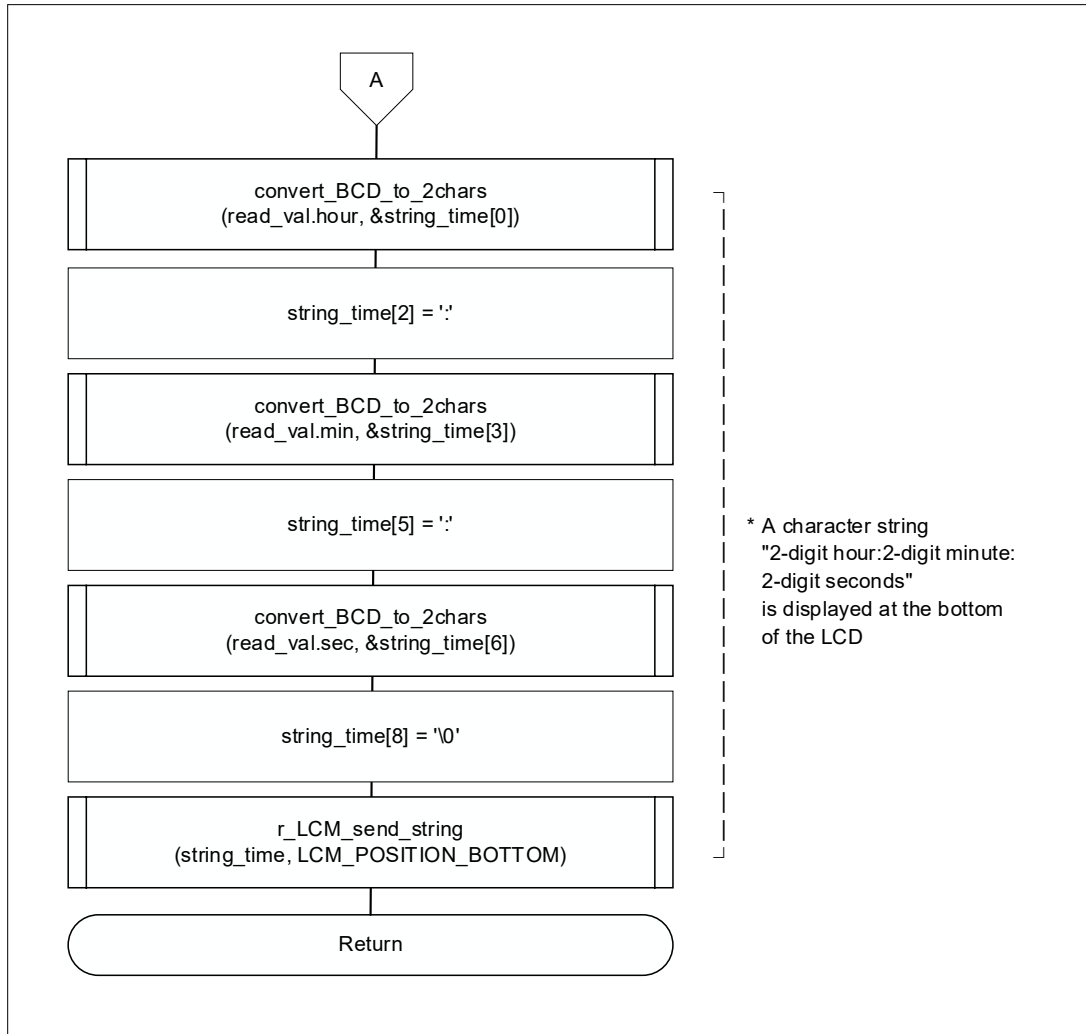 A
convert_BCD_to_2chars
(read_val.hour, &string_time[0])
string_time[2] = ':'
convert_BCD_to_2chars
(read_val.min, &string_time[3])
string_time[5] = ':'
convert_BCD_to_2chars
(read_val.sec, &string_time[6])
string_time[8] = '\0'
r_LCM_send_string
(string_time, LCM_POSITION_BOTTOM)
Return
* A character string
"2-digit hour:2-digit minute:
2-digit seconds"
is displayed at the bottom
of the LCD